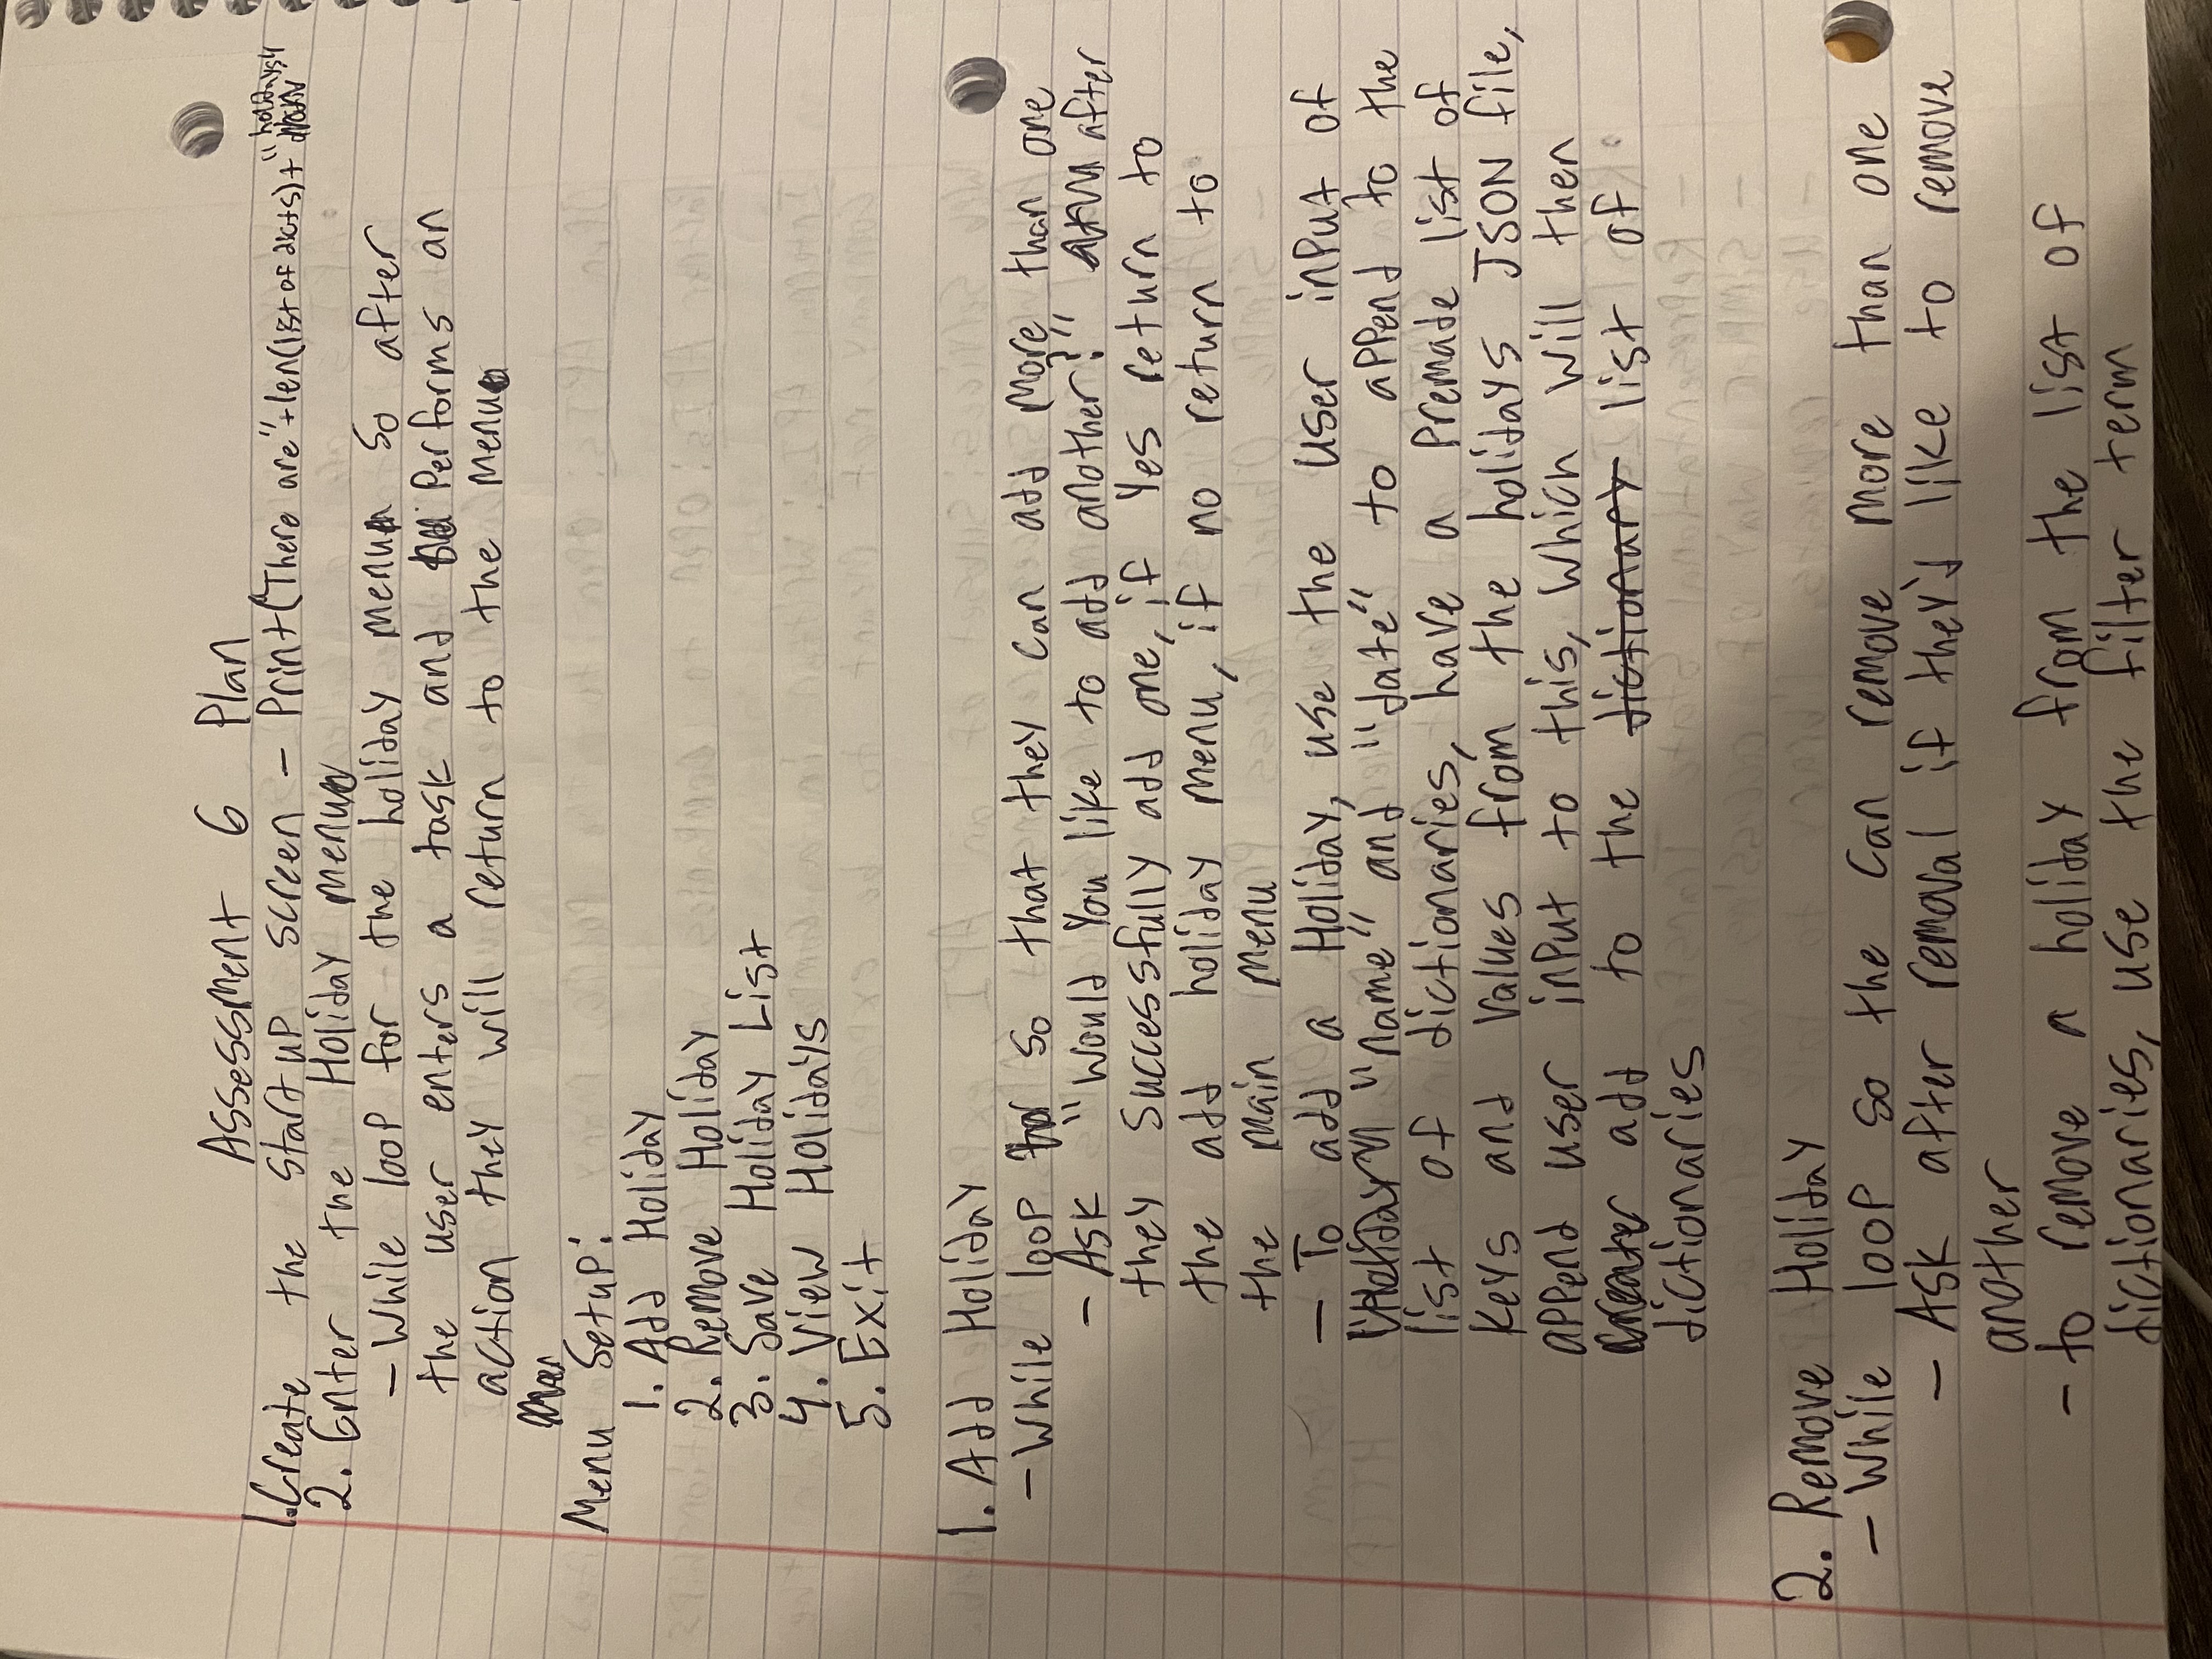 Assessment 6 Plan
1. Create the start up screen - Print("There are"+len(list of dicts)+"holidays"
2. Enter the Holiday menu
- While loop for the holiday menu so after
the user enters a task and Performs an
action they will return to the menu
Menu Setup:
1. Add Holiday
2. Remove Holiday
3. Save Holiday List
4. View Holidays
5. Exit
1. Add Holiday
- While loop so that they can add more than one
- Ask "Would you like to add another?" after
they successfully add one, if yes return to
the add holiday menu, if no return to
the main menu
- To add a Holiday, use the user input of
"name" and "date" to append to the
list of dictionaries, have a premade list of
keys and values from the holidays JSON file,
append user input to this, which will then
add to the dictionary list of
dictionaries
2. Remove Holiday
- While loop so the can remove more than one
- Ask after removal if they'd like to remove
another
- to remove a holiday from the list of
dictionaries, use the filter term